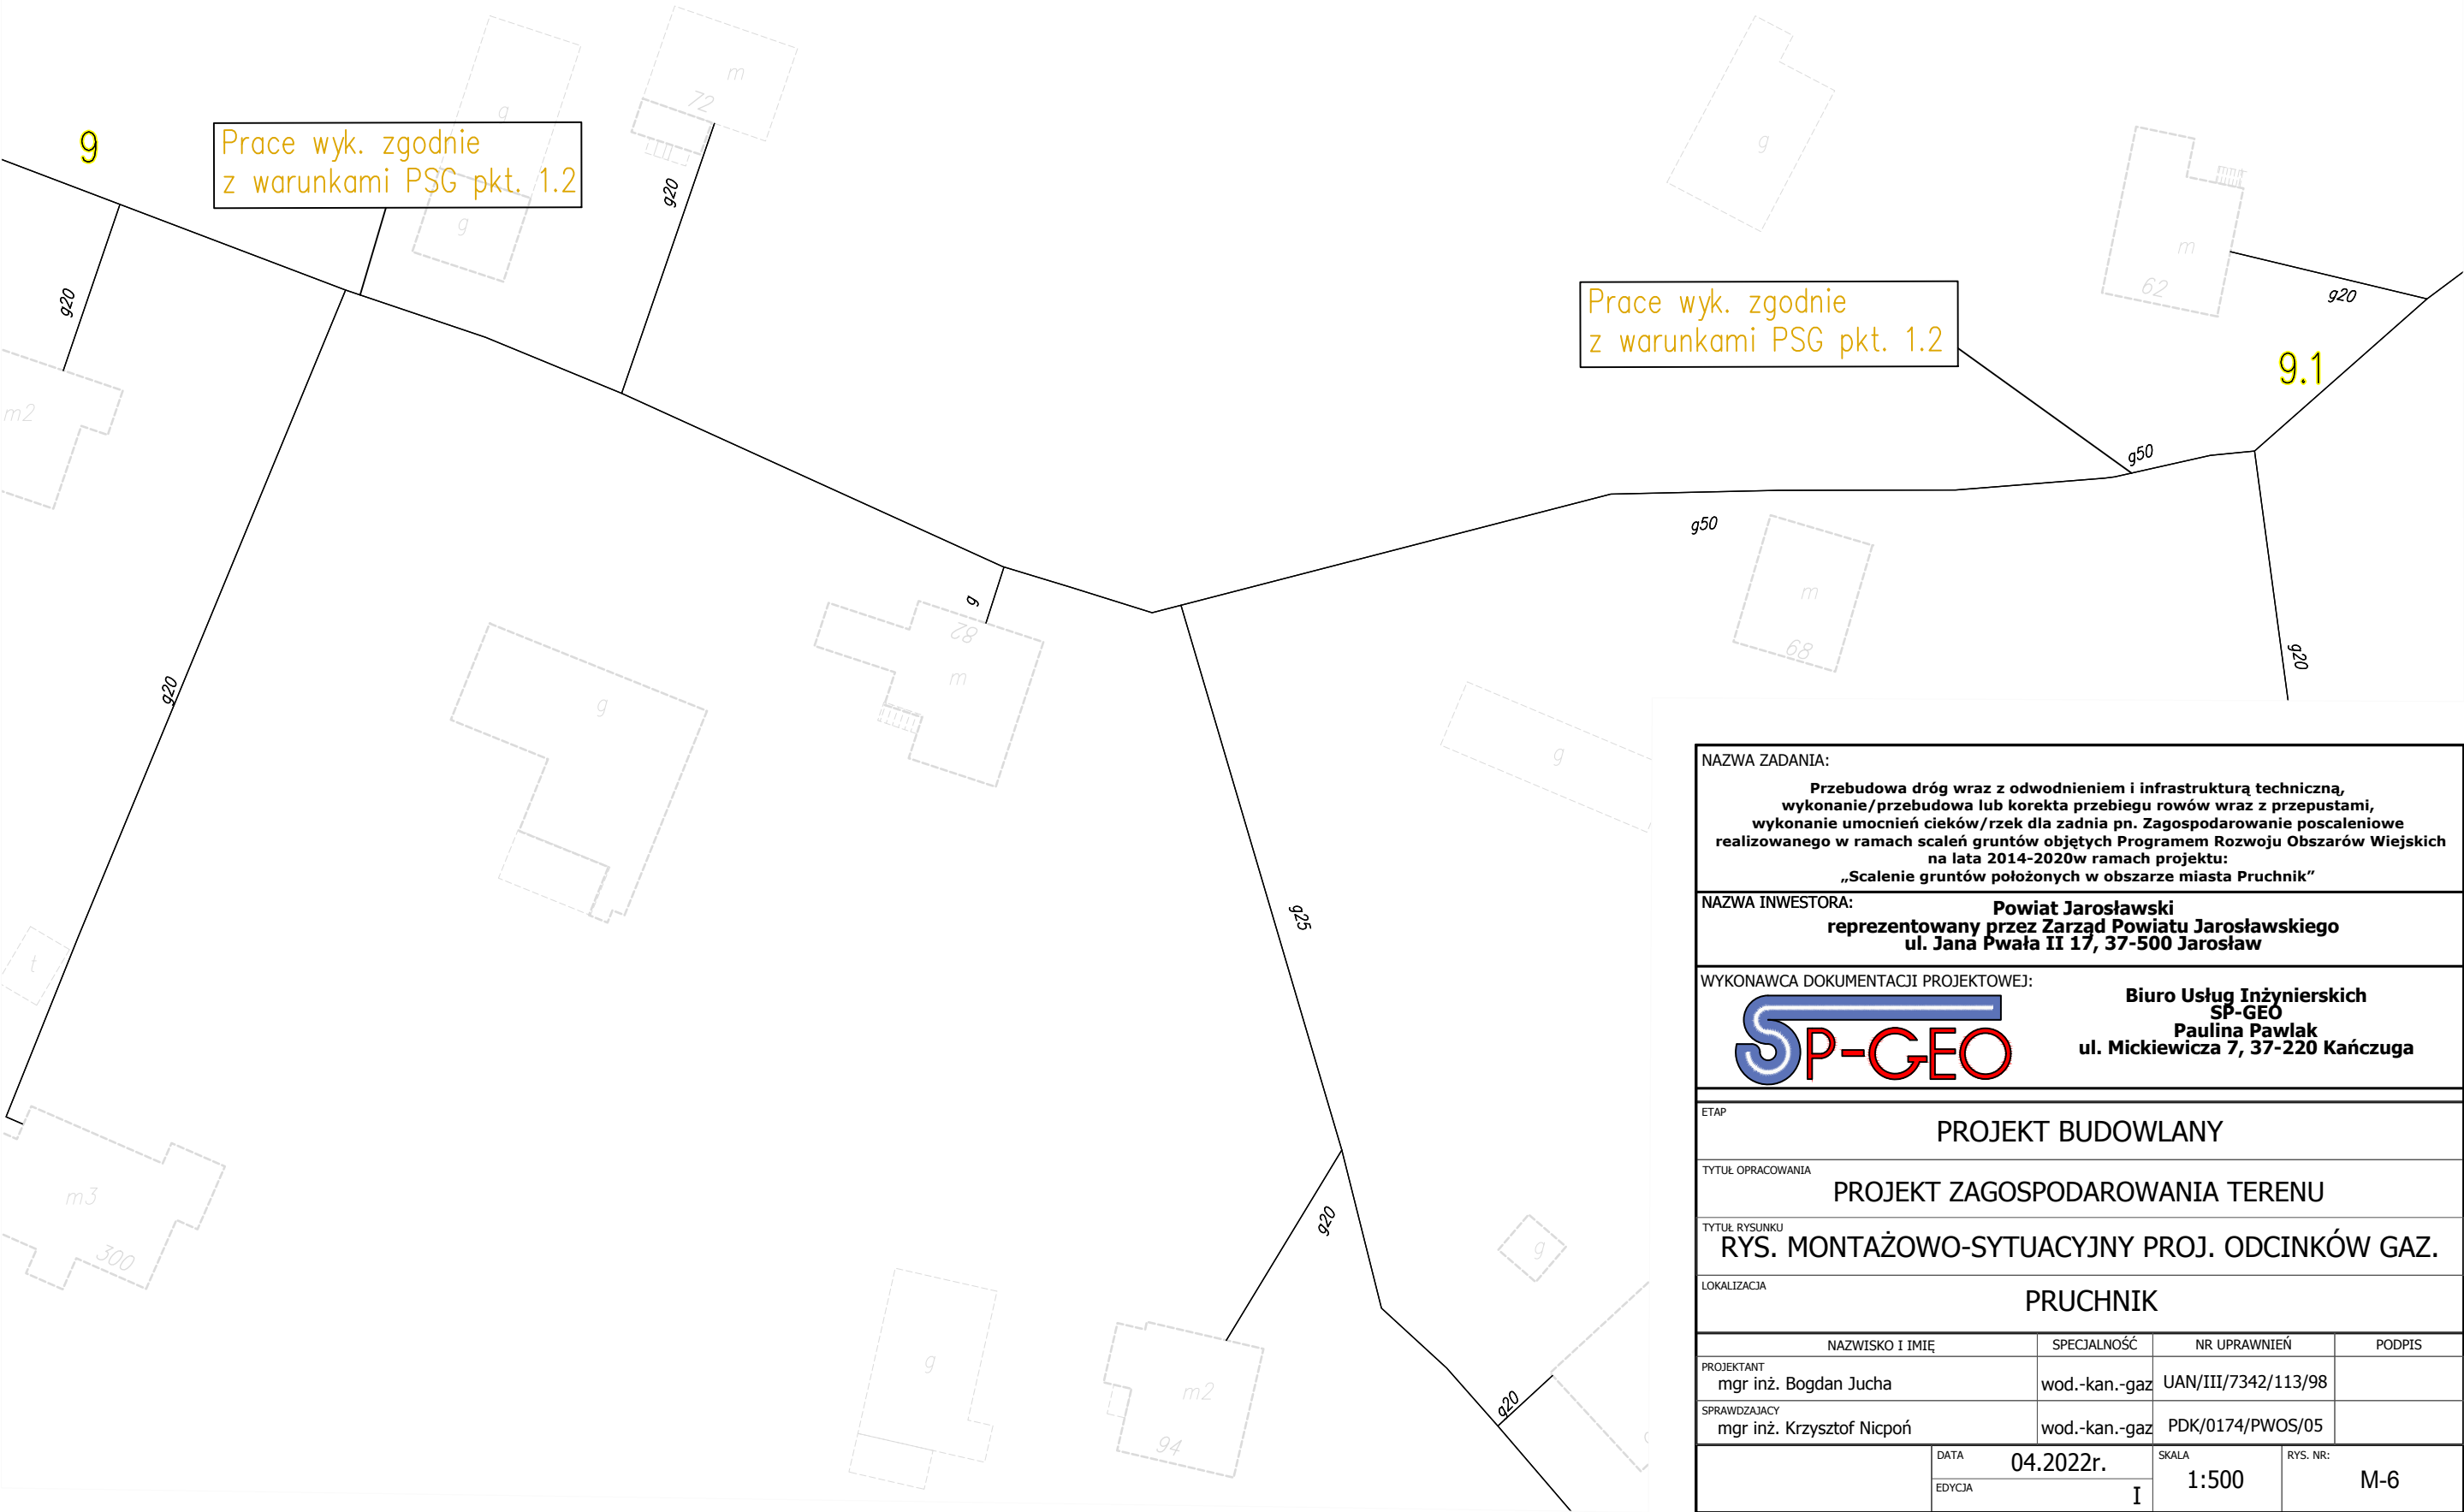 9
Prace wyk. zgodnie
z warunkami PSG pkt. 1.2
g
g
m
72
g20
g20
g
m
62
g20
Prace wyk. zgodnie
z warunkami PSG pkt. 1.2
9.1
m2
g50
g50
m
68
g20
g
82
m
g
g20
g
g25
t
m3
300
g20
g
g
m2
94
g20
NAZWA ZADANIA:
Przebudowa dróg wraz z odwodnieniem i infrastrukturą techniczną,
wykonanie/przebudowa lub korekta przebiegu rowów wraz z przepustami,
wykonanie umocnień cieków/rzek dla zadnia pn. Zagospodarowanie poscaleniowe
realizowanego w ramach scaleń gruntów objętych Programem Rozwoju Obszarów Wiejskich
na lata 2014-2020w ramach projektu:
„Scalenie gruntów położonych w obszarze miasta Pruchnik”
NAZWA INWESTORA:
Powiat Jarosławski
reprezentowany przez Zarząd Powiatu Jarosławskiego
ul. Jana Pwała II 17, 37-500 Jarosław
WYKONAWCA DOKUMENTACJI PROJEKTOWEJ:
SP-GEO
Biuro Usług Inżynierskich
SP-GEO
Paulina Pawlak
ul. Mickiewicza 7, 37-220 Kańczuga
ETAP
PROJEKT BUDOWLANY
TYTUŁ OPRACOWANIA
PROJEKT ZAGOSPODAROWANIA TERENU
TYTUŁ RYSUNKU
RYS. MONTAŻOWO-SYTUACYJNY PROJ. ODCINKÓW GAZ.
LOKALIZACJA
PRUCHNIK
NAZWISKO I IMIĘ SPECJALNOŚĆ NR UPRAWNIEŃ PODPIS
PROJEKTANT
mgr inż. Bogdan Jucha wod.-kan.-gaz UAN/III/7342/113/98
SPRAWDZAJACY
mgr inż. Krzysztof Nicpoń wod.-kan.-gaz PDK/0174/PWOS/05
DATA 04.2022r. SKALA 1:500 RYS. NR: M-6
EDYCJA I